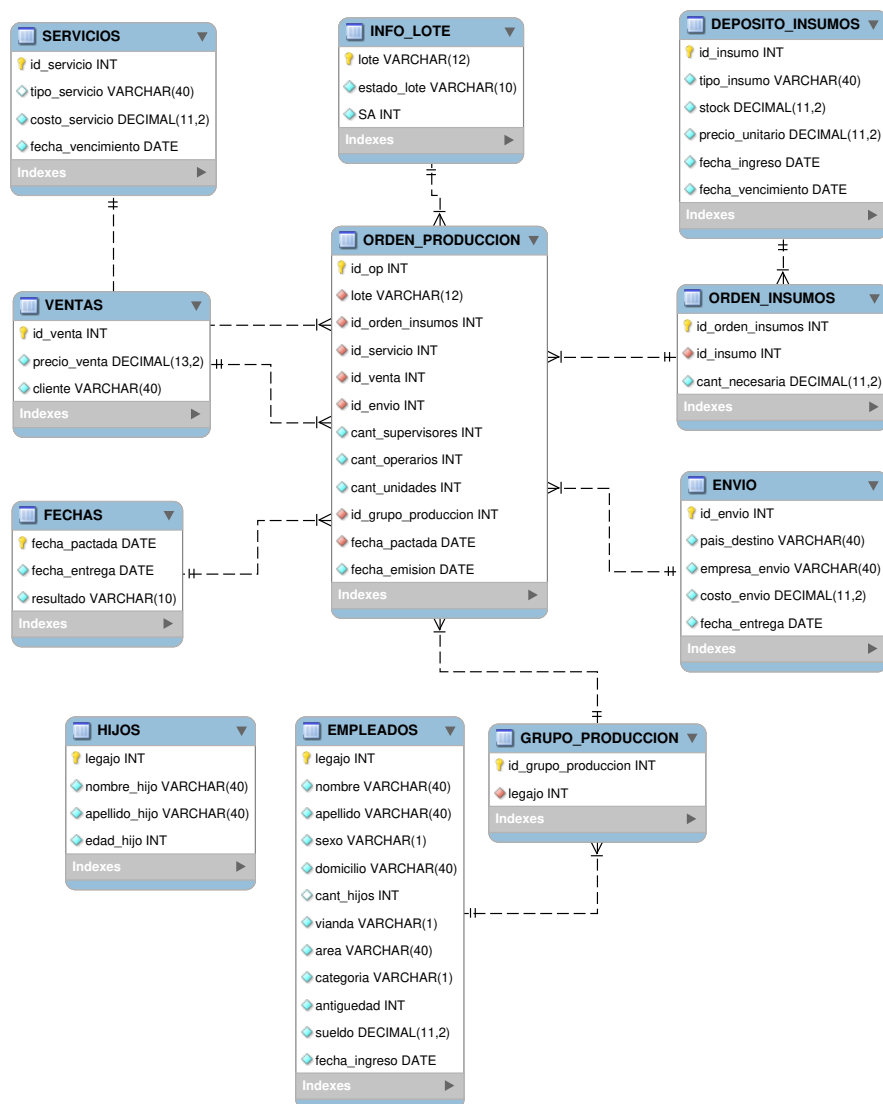 SERVICIOS
id_servicio INT
tipo_servicio VARCHAR(40)
costo_servicio DECIMAL(11,2)
fecha_vencimiento DATE
Indexes
INFO_LOTE
lote VARCHAR(12)
estado_lote VARCHAR(10)
SA INT
Indexes
DEPOSITO_INSUMOS
id_insumo INT
tipo_insumo VARCHAR(40)
stock DECIMAL(11,2)
precio_unitario DECIMAL(11,2)
fecha_ingreso DATE
fecha_vencimiento DATE
Indexes
VENTAS
id_venta INT
precio_venta DECIMAL(13,2)
cliente VARCHAR(40)
Indexes
ORDEN_PRODUCCION
id_op INT
lote VARCHAR(12)
id_orden_insumos INT
id_servicio INT
id_venta INT
id_envio INT
cant_supervisores INT
cant_operarios INT
cant_unidades INT
id_grupo_produccion INT
fecha_pactada DATE
fecha_emision DATE
Indexes
ORDEN_INSUMOS
id_orden_insumos INT
id_insumo INT
cant_necesaria DECIMAL(11,2)
Indexes
FECHAS
fecha_pactada DATE
fecha_entrega DATE
resultado VARCHAR(10)
Indexes
ENVIO
id_envio INT
pais_destino VARCHAR(40)
empresa_envio VARCHAR(40)
costo_envio DECIMAL(11,2)
fecha_entrega DATE
Indexes
HIJOS
legajo INT
nombre_hijo VARCHAR(40)
apellido_hijo VARCHAR(40)
edad_hijo INT
Indexes
EMPLEADOS
legajo INT
nombre VARCHAR(40)
apellido VARCHAR(40)
sexo VARCHAR(1)
domicilio VARCHAR(40)
cant_hijos INT
vianda VARCHAR(1)
area VARCHAR(40)
categoria VARCHAR(1)
antiguedad INT
sueldo DECIMAL(11,2)
fecha_ingreso DATE
Indexes
GRUPO_PRODUCCION
id_grupo_produccion INT
legajo INT
Indexes